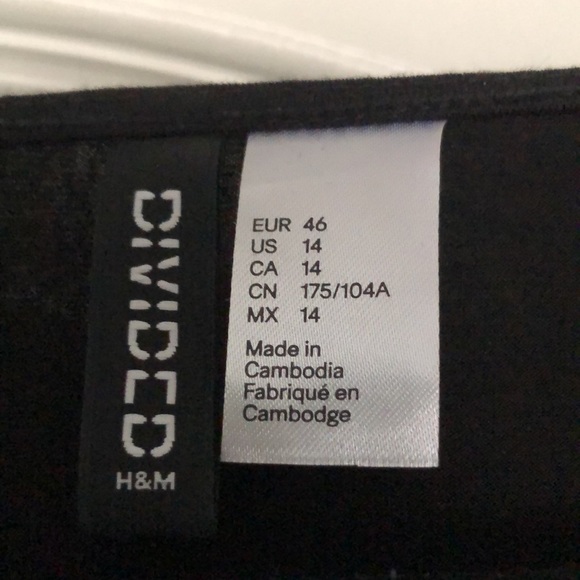 DIVIDED
H&M
EUR 46
US 14
CA 14
CN 175/104A
MX 14
Made in
Cambodia
Fabriqué en
Cambodge